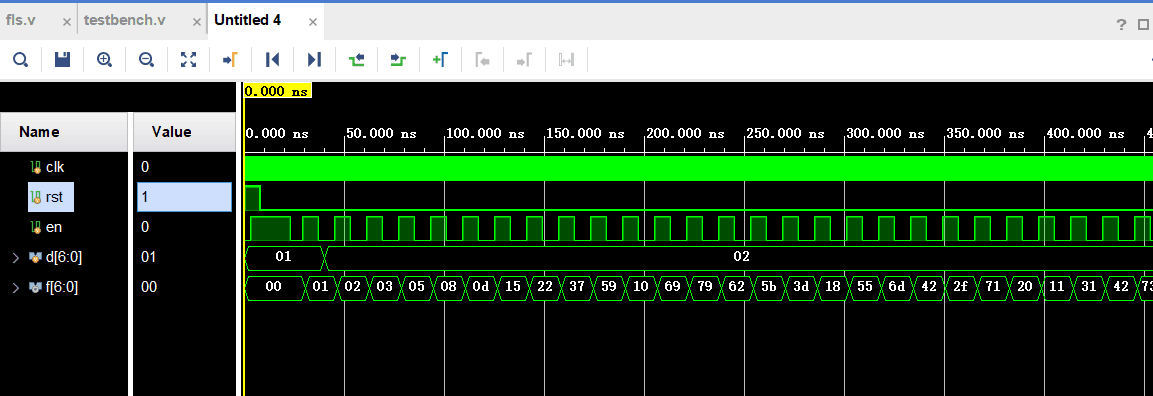 fls.v × testbench.v × Untitled 4 ×
?
0.000 ns
Name Value
0.000 ns 50.000 ns 100.000 ns 150.000 ns 200.000 ns 250.000 ns 300.000 ns 350.000 ns 400.000 ns 4
clk 0
rst 1
en 0
d[6:0] 01 01 02
f[6:0] 00 00 01 02 03 05 08 0d 15 22 37 59 10 69 79 62 5b 3d 18 55 6d 42 2f 71 20 11 31 42 73